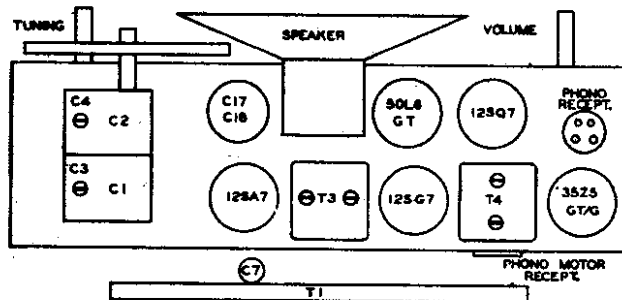 TUNING
SPEAKER
VOLUME
C4
C2
C17
C18
50L6
GT
12SQ7
PHONO
RECEPT.
C3
C1
12SA7
T3
12SG7
T4
35Z5
GT/G
C7
PHONO MOTOR
RECEPT.
T1